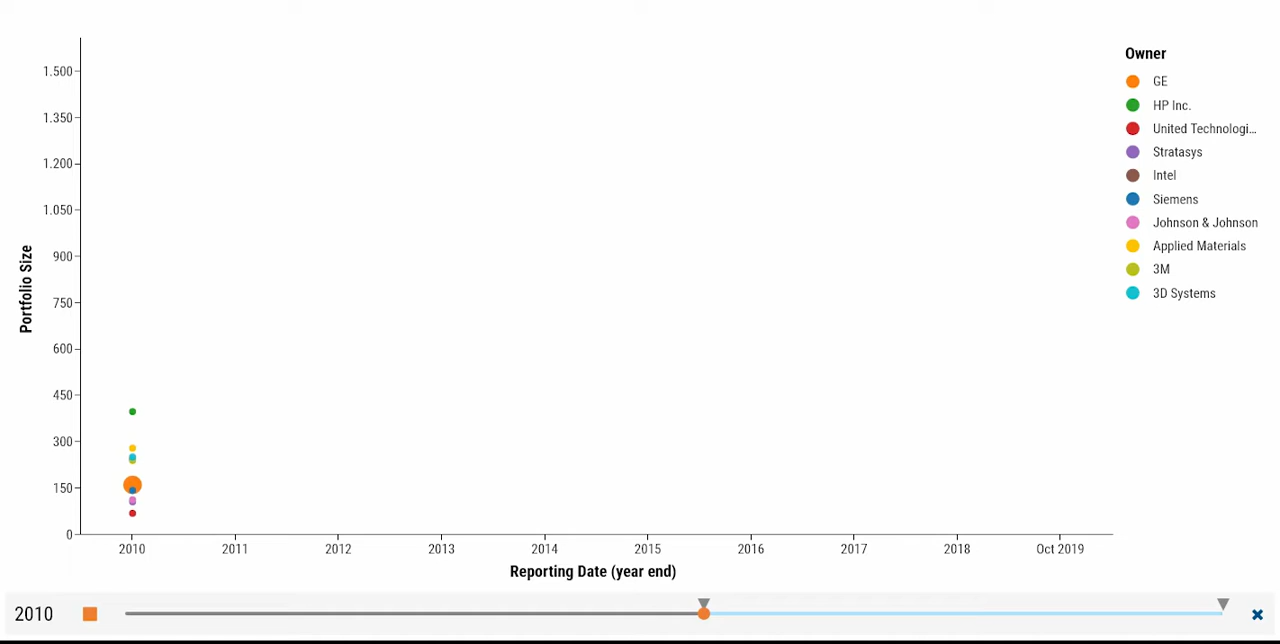 1.500
1.350
1.200
1.050
900
750
600
450
300
150
0
Portfolio Size
2010 2011 2012 2013 2014 2015 2016 2017 2018 Oct 2019
Reporting Date (year end)
Owner
GE
HP Inc.
United Technologi...
Stratasys
Intel
Siemens
Johnson & Johnson
Applied Materials
3M
3D Systems
2010